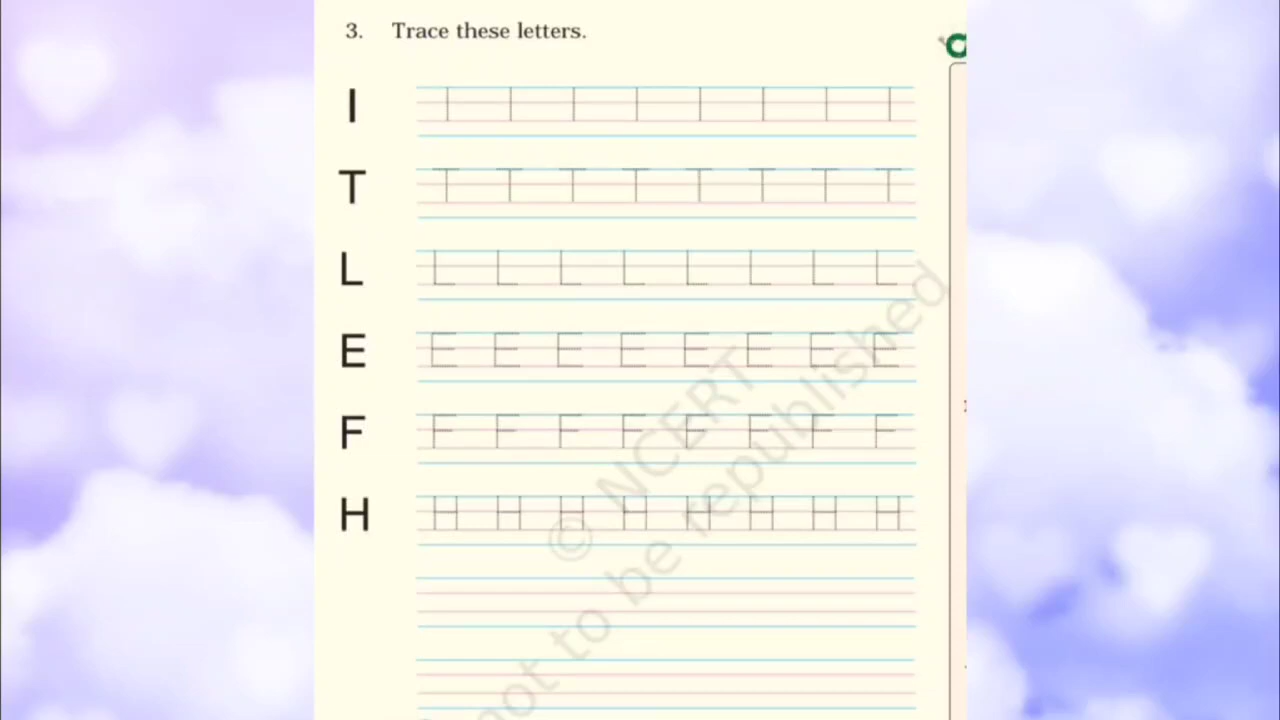 3. Trace these letters.
I I I I I I I I I
T T T T T T T T T
L L L L L L L L L
E E E E E E E E E
F F F F F F F F F
H H H H H H H H H
© NCERT
not to be republished